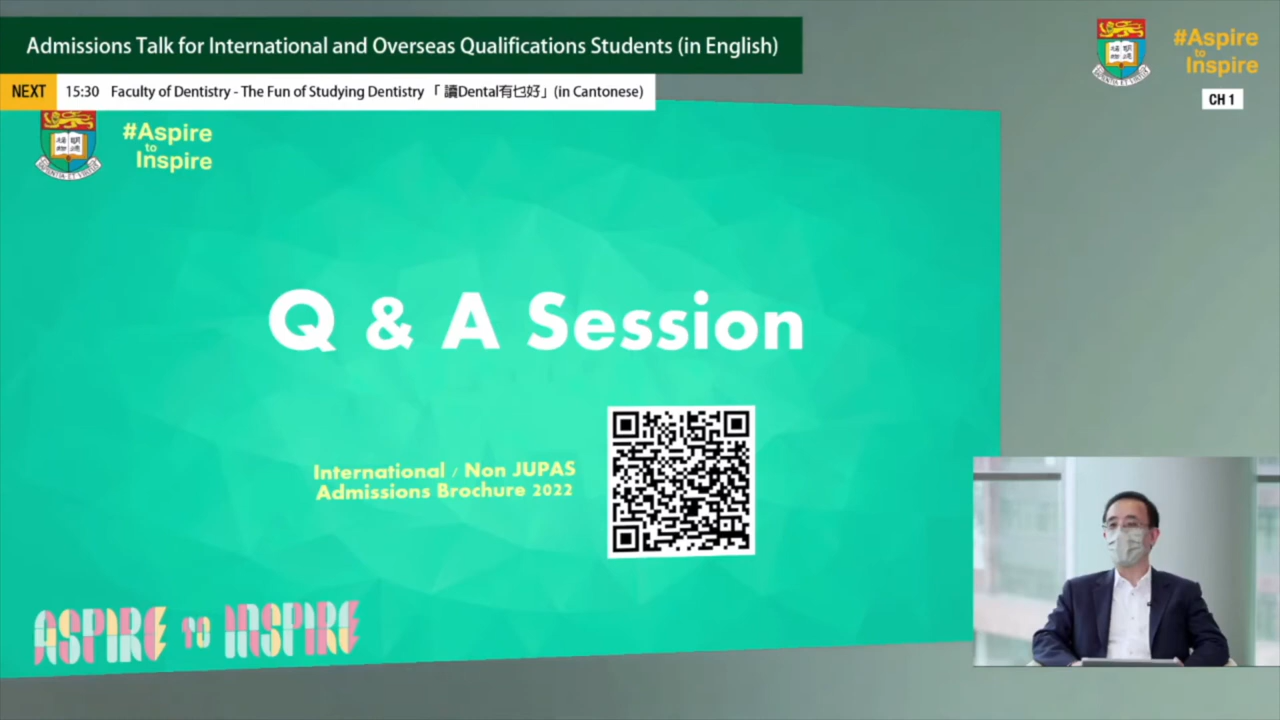 Admissions Talk for International and Overseas Qualifications Students (in English)
NEXT 15:30 Faculty of Dentistry - The Fun of Studying Dentistry 「讀Dental有乜好」(in Cantonese)
#Aspire
to
Inspire
CH 1
#Aspire
to
Inspire
Q & A Session
International / Non JUPAS
Admissions Brochure 2022
ASPIRE TO INSPIRE